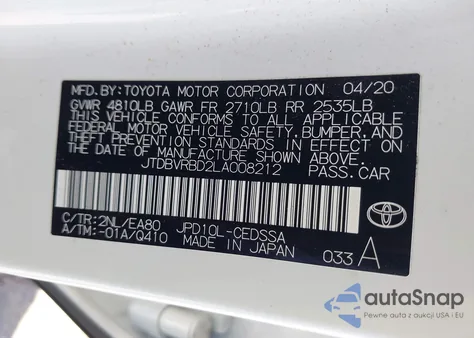 MFD.BY:TOYOTA MOTOR CORPORATION 04/20
GVWR 4810LB GAWR FR 2710LB RR 2535LB
THIS VEHICLE CONFORMS TO ALL APPLICABLE
FEDERAL MOTOR VEHICLE SAFETY,BUMPER,AND
THEFT PREVENTION STANDARDS IN EFFECT ON
THE DATE OF MANUFACTURE SHOWN ABOVE.
JTDBVRBD2LA008212 PASS.CAR
C/TR:2NL/EA80 JPD10L-CEDSSA
A/TM:-01A/Q410 MADE IN JAPAN 033 A
TOYOTA
autoSnap
Pewne auta z aukcji USA i EU